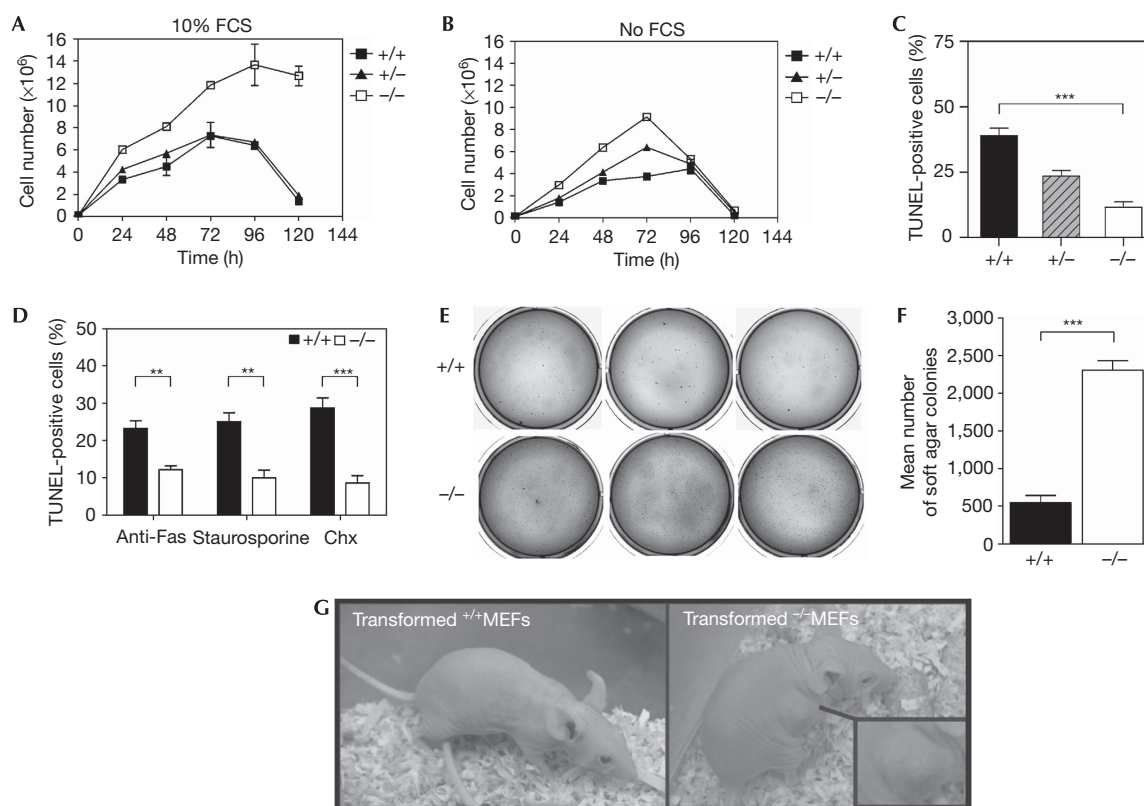 A
10% FCS
Cell number (×10⁶)
16
14
12
10
8
6
4
2
0
0 24 48 72 96 120 144
Time (h)
+/+
+/−
−/−
B
No FCS
Cell number (×10⁶)
16
14
12
10
8
6
4
2
0
0 24 48 72 96 120 144
Time (h)
+/+
+/−
−/−
C
TUNEL-positive cells (%)
75
50
25
0
***
+/+ +/− −/−
D
TUNEL-positive cells (%)
50
40
30
20
10
0
+/+ −/−
** ** ***
Anti-Fas Staurosporine Chx
E
+/+
−/−
F
Mean number
of soft agar colonies
3,000
2,500
2,000
1,500
1,000
500
0
***
+/+ −/−
G
Transformed +/+MEFs
Transformed −/−MEFs